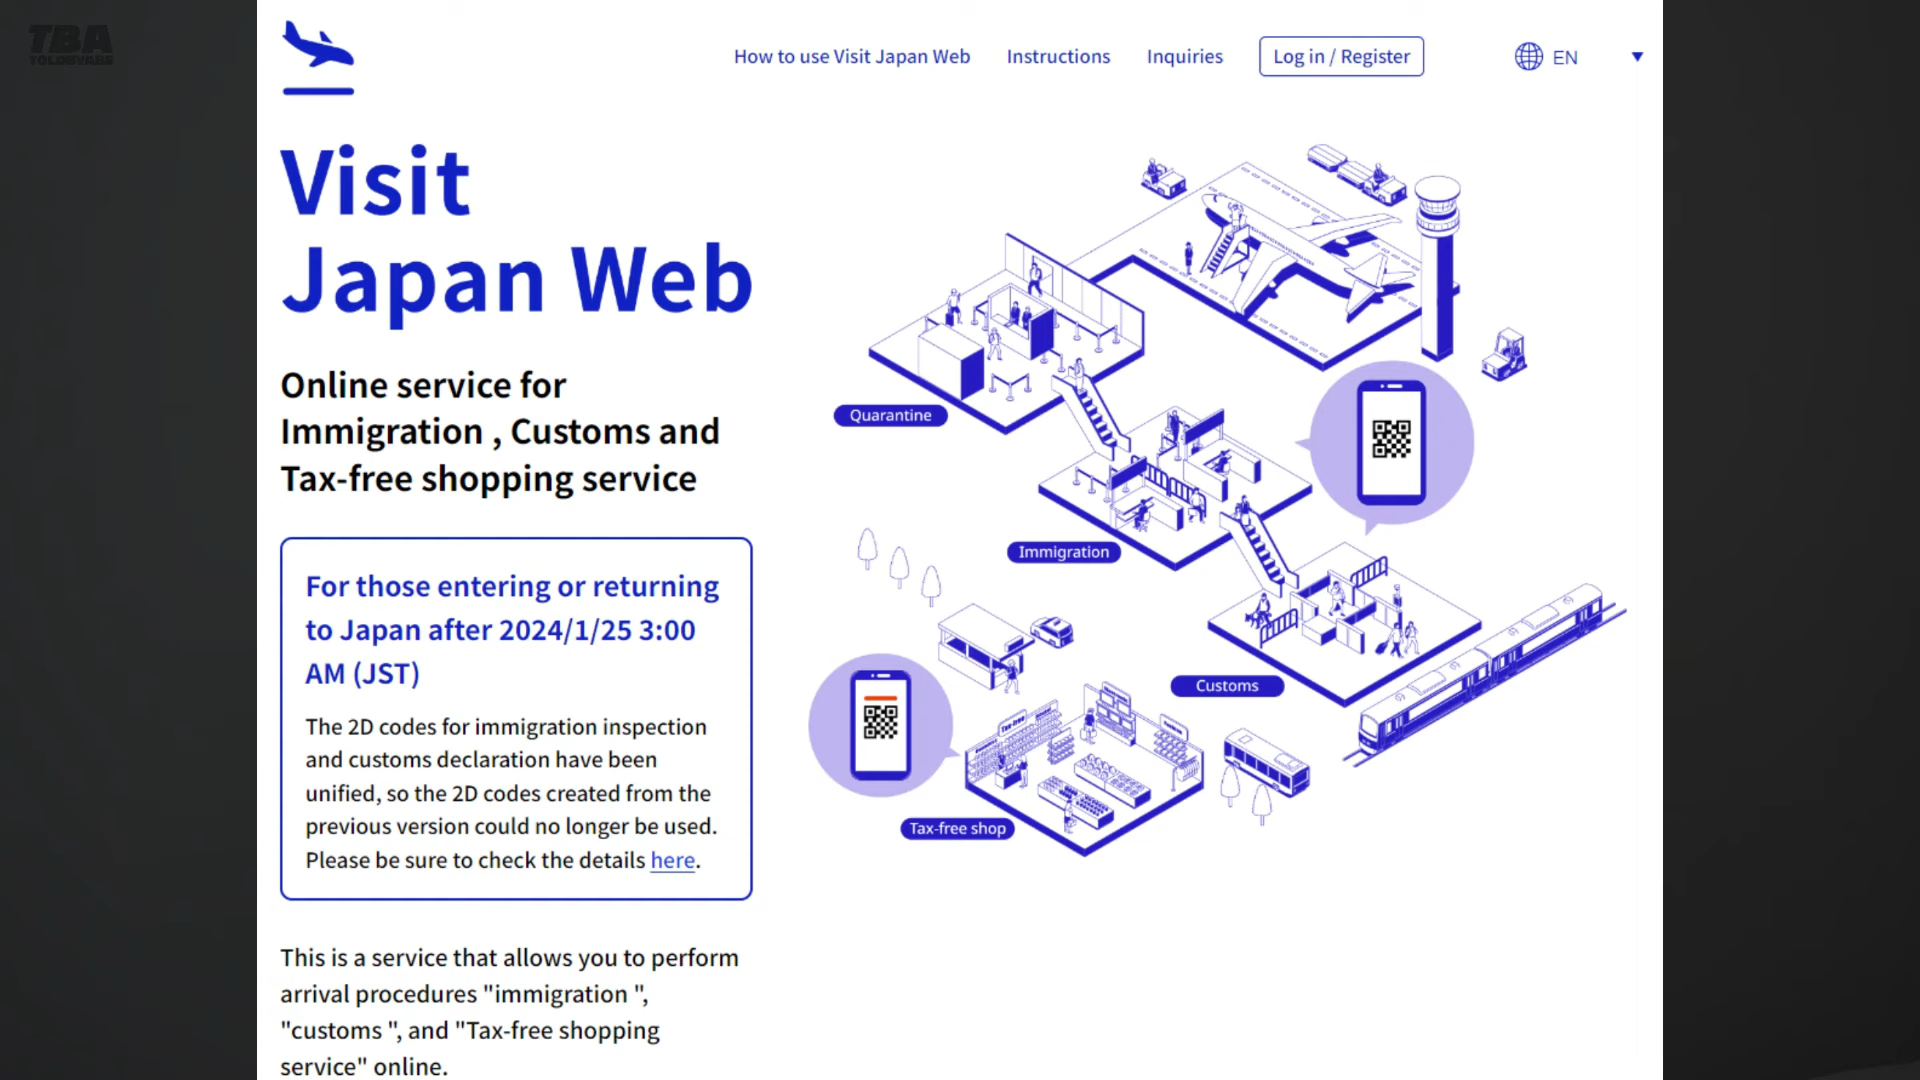 TBA
YOLOBYABS
How to use Visit Japan Web
Instructions
Inquiries
Log in / Register
EN
Visit
Japan Web
Online service for
Immigration , Customs and
Tax-free shopping service
For those entering or returning
to Japan after 2024/1/25 3:00
AM (JST)
The 2D codes for immigration inspection
and customs declaration have been
unified, so the 2D codes created from the
previous version could no longer be used.
Please be sure to check the details here.
This is a service that allows you to perform
arrival procedures "immigration ",
"customs ", and "Tax-free shopping
service" online.
Quarantine
Immigration
Customs
Tax-free
Tax-free shop